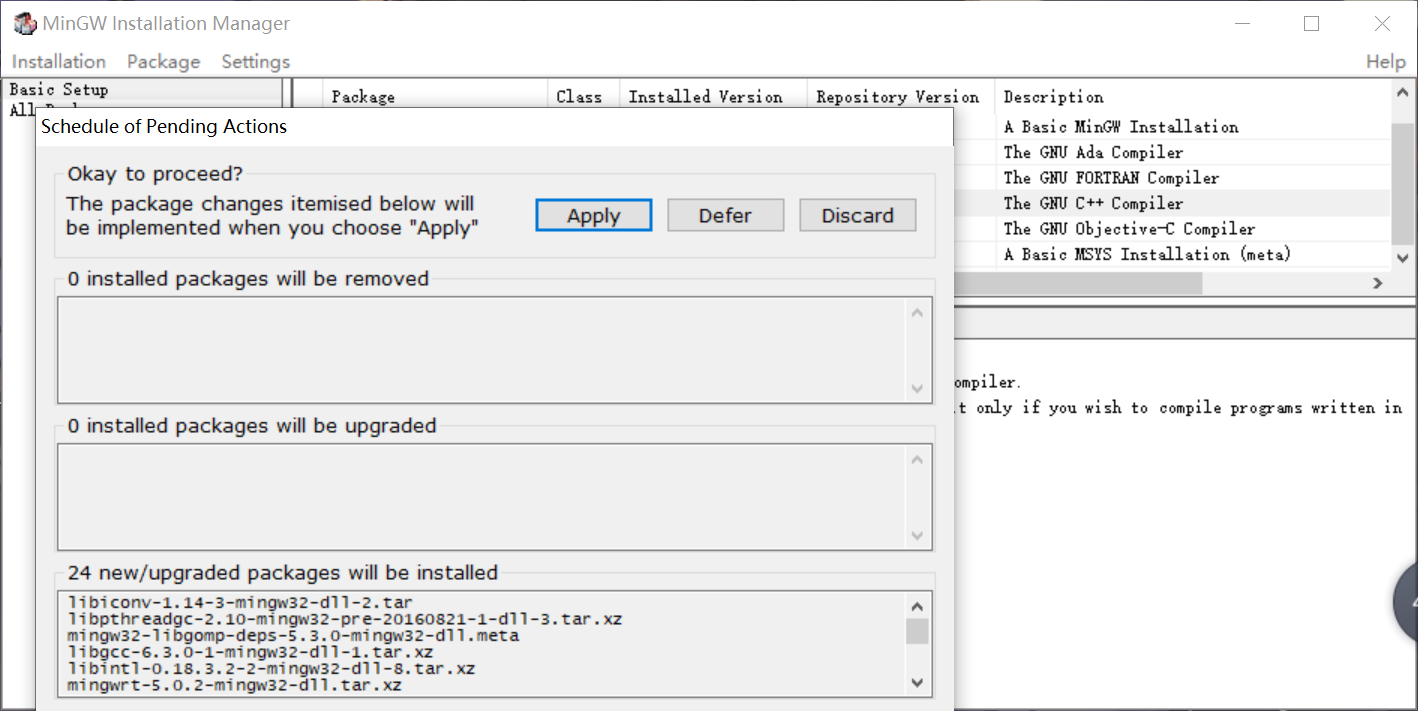 MinGW Installation Manager
Installation Package Settings Help
Basic Setup
All
Package Class Installed Version Repository Version Description
A Basic MinGW Installation
The GNU Ada Compiler
The GNU FORTRAN Compiler
The GNU C++ Compiler
The GNU Objective-C Compiler
A Basic MSYS Installation (meta)
ompiler.
t only if you wish to compile programs written in
Schedule of Pending Actions
Okay to proceed?
The package changes itemised below will
be implemented when you choose "Apply"
Apply Defer Discard
0 installed packages will be removed
0 installed packages will be upgraded
24 new/upgraded packages will be installed
libiconv-1.14-3-mingw32-dll-2.tar
libpthreadgc-2.10-mingw32-pre-20160821-1-dll-3.tar.xz
mingw32-libgomp-deps-5.3.0-mingw32-dll.meta
libgcc-6.3.0-1-mingw32-dll-1.tar.xz
libintl-0.18.3.2-2-mingw32-dll-8.tar.xz
mingwrt-5.0.2-mingw32-dll.tar.xz